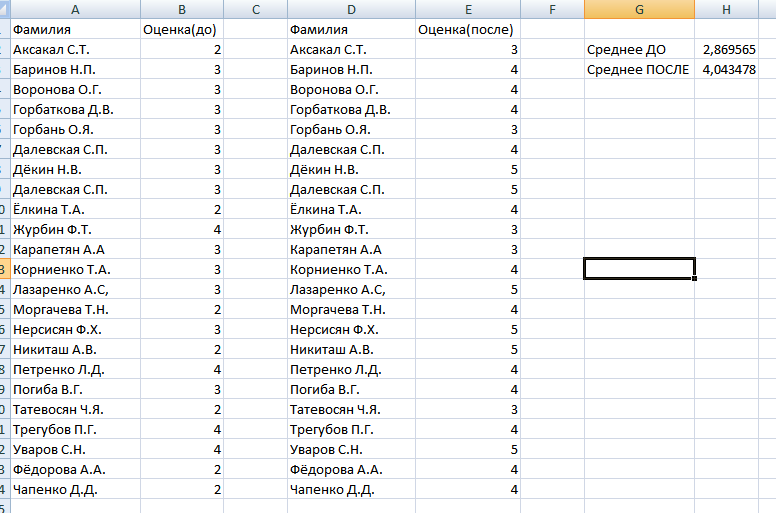 A B C D E F G H
Фамилия Оценка(до) Фамилия Оценка(после)
Аксакал С.Т. 2 Аксакал С.Т. 3 Среднее ДО 2,869565
Баринов Н.П. 3 Баринов Н.П. 4 Среднее ПОСЛЕ 4,043478
Воронова О.Г. 3 Воронова О.Г. 4
Горбаткова Д.В. 3 Горбаткова Д.В. 4
Горбань О.Я. 3 Горбань О.Я. 3
Далевская С.П. 3 Далевская С.П. 4
Дёкин Н.В. 3 Дёкин Н.В. 5
Далевская С.П. 3 Далевская С.П. 5
Ёлкина Т.А. 2 Ёлкина Т.А. 4
Журбин Ф.Т. 4 Журбин Ф.Т. 3
Карапетян А.А 3 Карапетян А.А 3
Корниенко Т.А. 3 Корниенко Т.А. 4
Лазаренко А.С, 3 Лазаренко А.С, 5
Моргачева Т.Н. 2 Моргачева Т.Н. 4
Нерсисян Ф.Х. 3 Нерсисян Ф.Х. 5
Никиташ А.В. 2 Никиташ А.В. 5
Петренко Л.Д. 4 Петренко Л.Д. 4
Погиба В.Г. 3 Погиба В.Г. 4
Татевосян Ч.Я. 2 Татевосян Ч.Я. 3
Трегубов П.Г. 4 Трегубов П.Г. 4
Уваров С.Н. 4 Уваров С.Н. 5
Фёдорова А.А. 2 Фёдорова А.А. 4
Чапенко Д.Д. 2 Чапенко Д.Д. 4